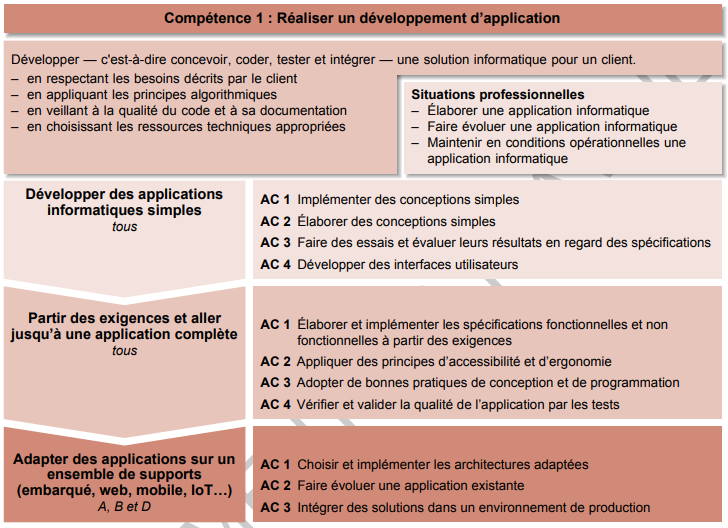 Compétence 1 : Réaliser un développement d'application
Développer — c'est-à-dire concevoir, coder, tester et intégrer — une solution informatique pour un client.
– en respectant les besoins décrits par le client
– en appliquant les principes algorithmiques
– en veillant à la qualité du code et à sa documentation
– en choisissant les ressources techniques appropriées
Situations professionnelles
– Élaborer une application informatique
– Faire évoluer une application informatique
– Maintenir en conditions opérationnelles une
application informatique
Développer des applications
informatiques simples
tous
AC 1 Implémenter des conceptions simples
AC 2 Élaborer des conceptions simples
AC 3 Faire des essais et évaluer leurs résultats en regard des spécifications
AC 4 Développer des interfaces utilisateurs
Partir des exigences et aller
jusqu'à une application complète
tous
AC 1 Élaborer et implémenter les spécifications fonctionnelles et non
fonctionnelles à partir des exigences
AC 2 Appliquer des principes d'accessibilité et d'ergonomie
AC 3 Adopter de bonnes pratiques de conception et de programmation
AC 4 Vérifier et valider la qualité de l'application par les tests
Adapter des applications sur un
ensemble de supports
(embarqué, web, mobile, IoT…)
A, B et D
AC 1 Choisir et implémenter les architectures adaptées
AC 2 Faire évoluer une application existante
AC 3 Intégrer des solutions dans un environnement de production